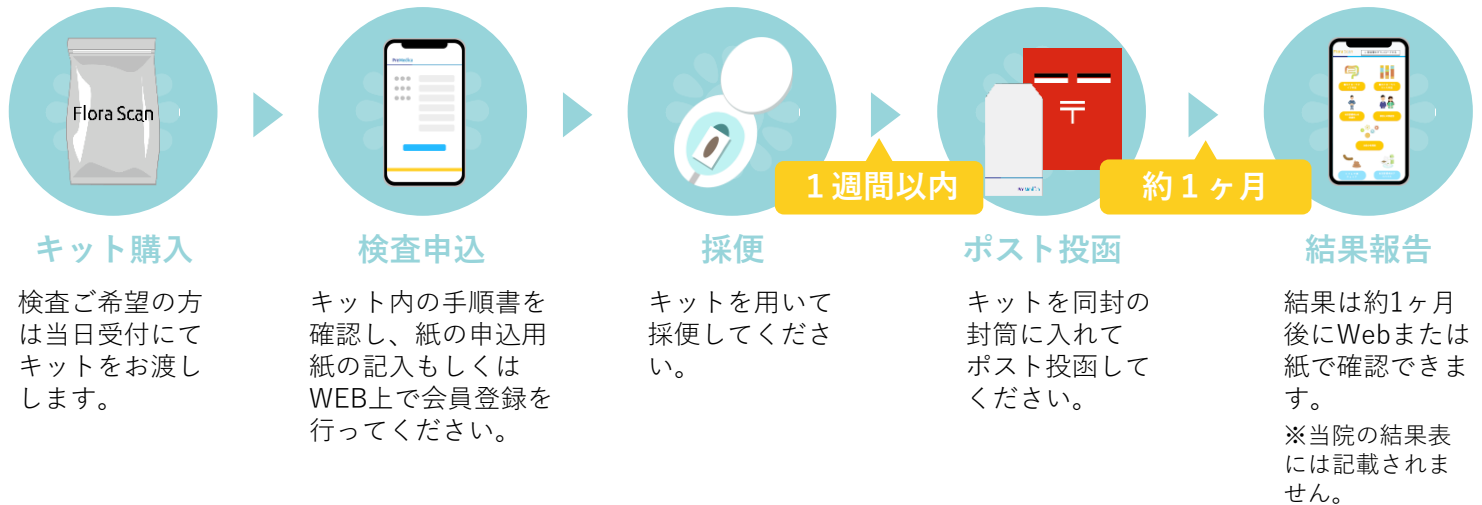 Flora Scan
PreMedica
〒
PreMedica
1週間以内
約1ヶ月
キット購入
検査ご希望の方
は当日受付にて
キットをお渡し
します。
検査申込
キット内の手順書を
確認し、紙の申込用
紙の記入もしくは
WEB上で会員登録を
行ってください。
採便
キットを用いて
採便してくださ
い。
ポスト投函
キットを同封の
封筒に入れて
ポスト投函して
ください。
結果報告
結果は約1ヶ月
後にWebまたは
紙で確認できま
す。
※当院の結果表
には記載されま
せん。